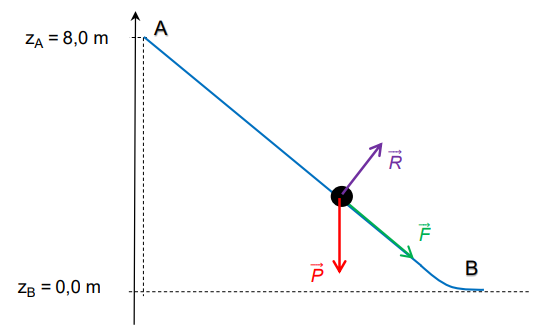 A
z_A = 8,0 m
R⃗
F⃗
P⃗
B
z_B = 0,0 m